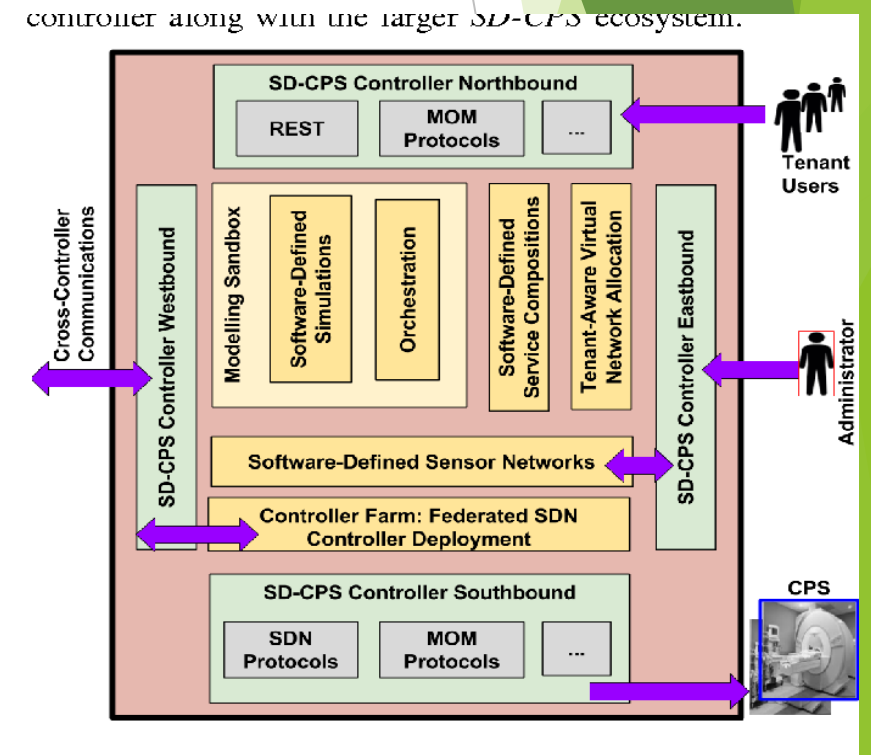 controller along with the larger SD-CPS ecosystem.
SD-CPS Controller Northbound
REST
MOM
Protocols
...
Tenant
Users
Cross-Controller
Communications
SD-CPS Controller Westbound
Modelling Sandbox
Software-Defined
Simulations
Orchestration
Software-Defined
Service Compositions
Tenant-Aware Virtual
Network Allocation
SD-CPS Controller Eastbound
Administrator
Software-Defined Sensor Networks
Controller Farm: Federated SDN
Controller Deployment
SD-CPS Controller Southbound
SDN
Protocols
MOM
Protocols
...
CPS